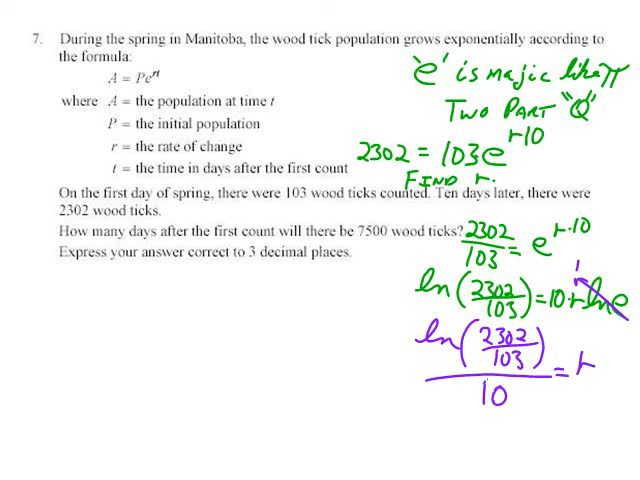 7. During the spring in Manitoba, the wood tick population grows exponentially according to
the formula:
A = Pe^rt
where A = the population at time t
P = the initial population
r = the rate of change
t = the time in days after the first count
On the first day of spring, there were 103 wood ticks counted. Ten days later, there were
2302 wood ticks.
How many days after the first count will there be 7500 wood ticks?
Express your answer correct to 3 decimal places.
'e' is majic like π
TWO PART "Q"
2302 = 103e^r·10
FIND r.
2302/103 = e^r·10
ln(2302/103) = 10·r ln e
1
ln(2302/103)/10 = r